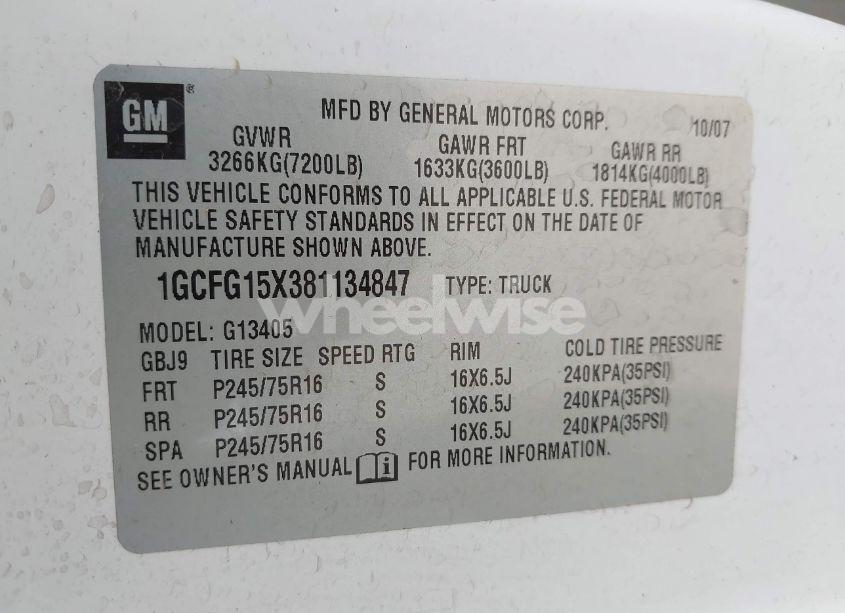 GM ®
MFD BY GENERAL MOTORS CORP. 10/07
GVWR GAWR FRT GAWR RR
3266KG(7200LB) 1633KG(3600LB) 1814KG(4000LB)
THIS VEHICLE CONFORMS TO ALL APPLICABLE U.S. FEDERAL MOTOR
VEHICLE SAFETY STANDARDS IN EFFECT ON THE DATE OF
MANUFACTURE SHOWN ABOVE.
1GCFG15X381134847 TYPE: TRUCK
wheelwise
MODEL: G13405
GBJ9 TIRE SIZE SPEED RTG RIM COLD TIRE PRESSURE
FRT P245/75R16 S 16X6.5J 240KPA(35PSI)
RR P245/75R16 S 16X6.5J 240KPA(35PSI)
SPA P245/75R16 S 16X6.5J 240KPA(35PSI)
SEE OWNER'S MANUAL i FOR MORE INFORMATION.